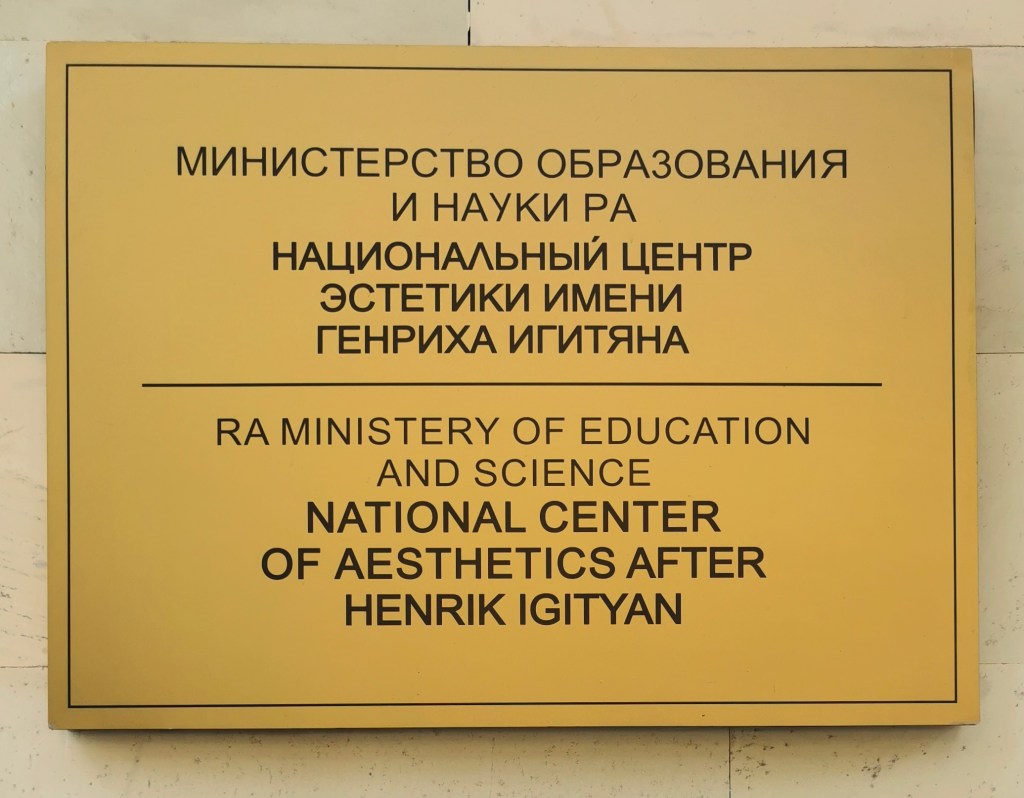 МИНИСТЕРСТВО ОБРАЗОВАНИЯ
И НАУКИ РА
НАЦИОНАЛЬНЫЙ ЦЕНТР
ЭСТЕТИКИ ИМЕНИ
ГЕНРИХА ИГИТЯНА
RA MINISTERY OF EDUCATION
AND SCIENCE
NATIONAL CENTER
OF AESTHETICS AFTER
HENRIK IGITYAN